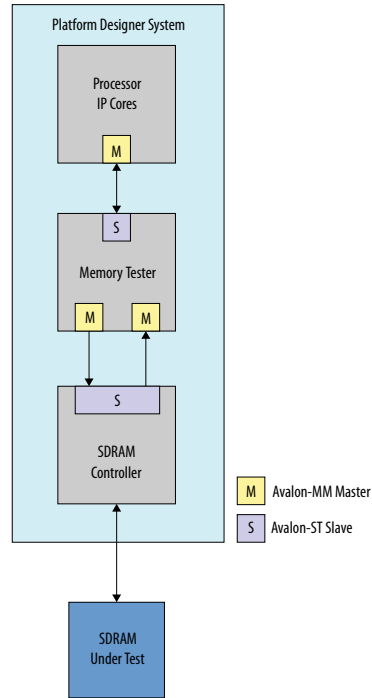 Platform Designer System
Processor
IP Cores
M
S
Memory Tester
M
M
S
SDRAM
Controller
M
Avalon-MM Master
S
Avalon-ST Slave
SDRAM
Under Test